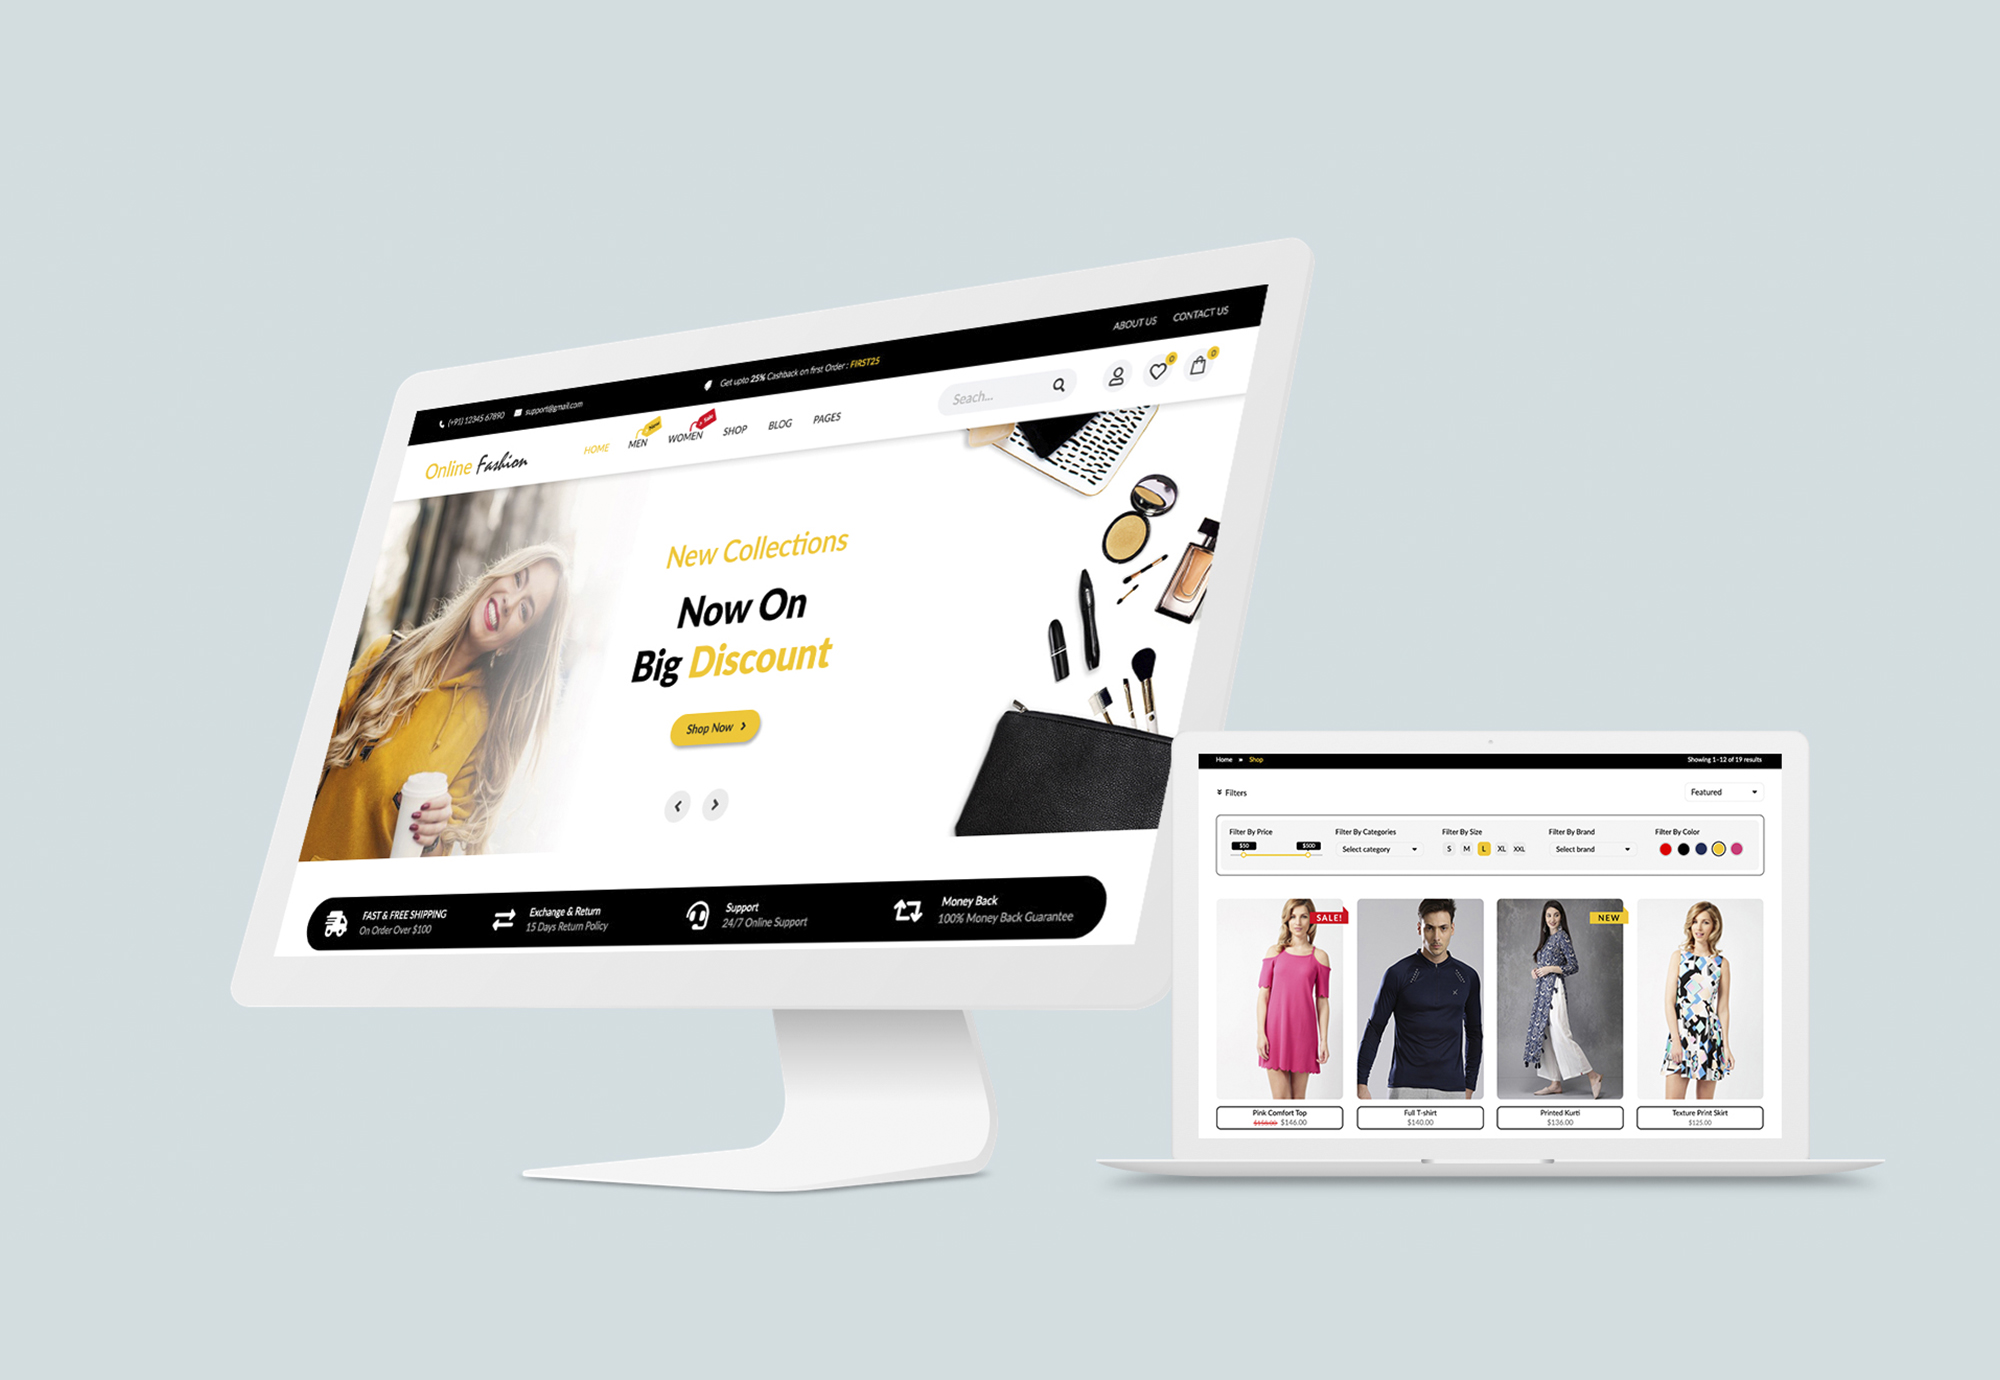 (+91) 12345 67890 support@gmail.com Get upto 25% Cashback on first Order : FIRST25 ABOUT US CONTACT US
Online Fashion HOME MEN WOMEN SHOP BLOG PAGES Seach... 0 0
Sale
New Collections
Now On
Big Discount
Shop Now
FAST & FREE SHIPPING
On Order Over $100
Exchange & Return
15 Days Return Policy
Support
24/7 Online Support
Money Back
100% Money Back Guarantee
Home » Shop Showing 1–12 of 19 results
Filters Featured
Filter By Price Filter By Categories Filter By Size Filter By Brand Filter By Color
$50 $500 Select category S M L XL XXL Select brand
SALE! NEW
Pink Comfort Top
$146.00
Full T-shirt
$140.00
Printed Kurti
$136.00
Texture Print Skirt
$125.00